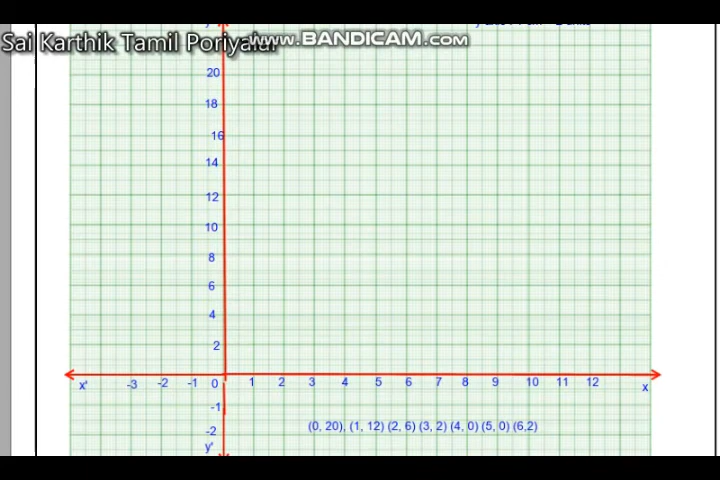 www.BANDICAM.com
Sai Karthik Tamil Poriyalar
20
18
16
14
12
10
8
6
4
2
x' -3 -2 -1 0 1 2 3 4 5 6 7 8 9 10 11 12 x
-1
(0, 20), (1, 12) (2, 6) (3, 2) (4, 0) (5, 0) (6,2)
-2
y'